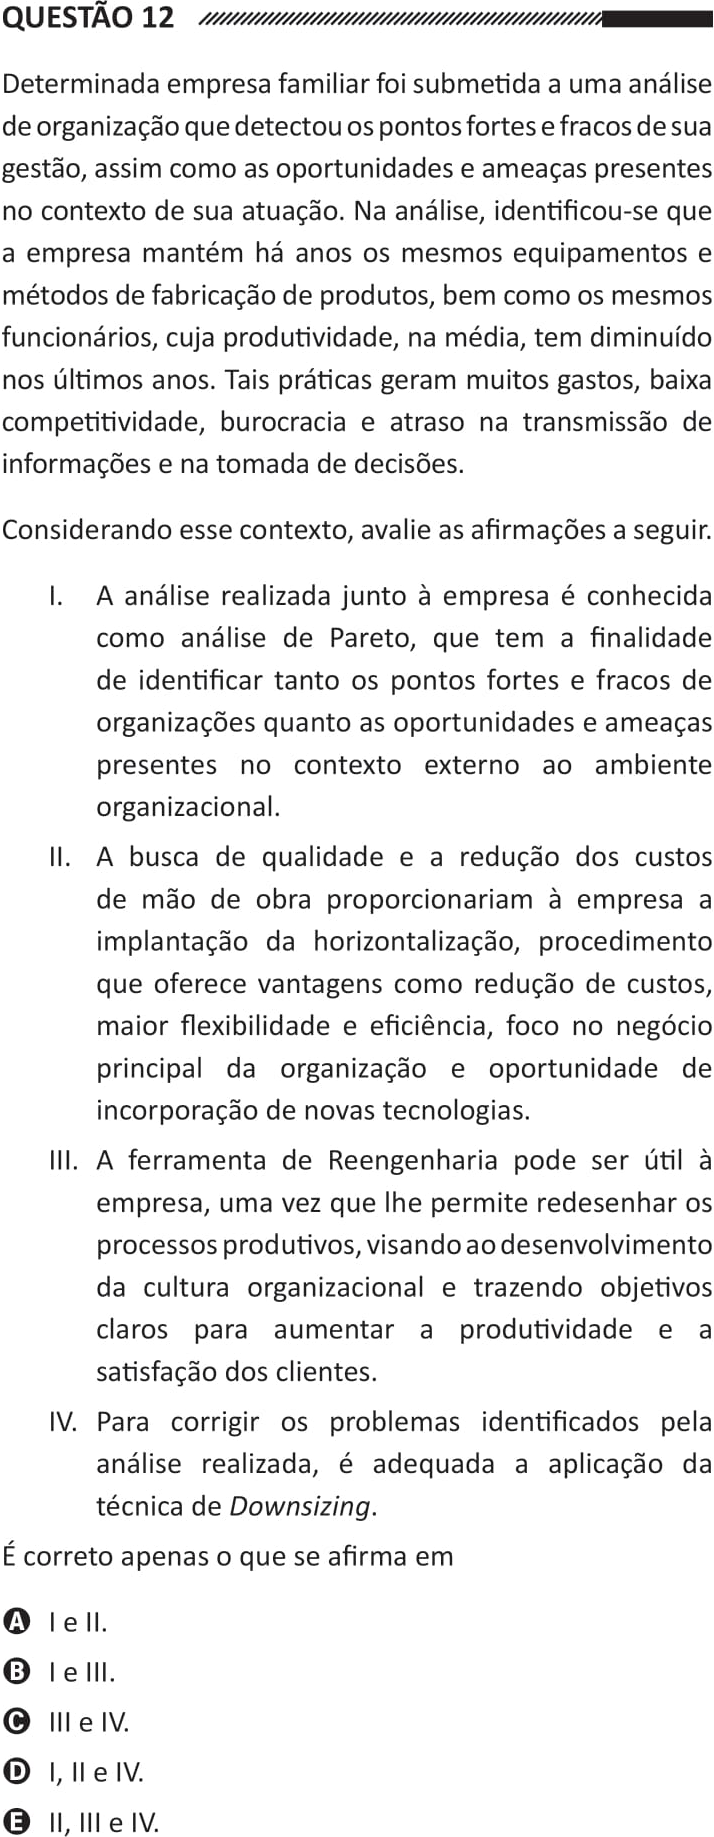 QUESTÃO 12
Determinada empresa familiar foi submetida a uma análise
de organização que detectou os pontos fortes e fracos de sua
gestão, assim como as oportunidades e ameaças presentes
no contexto de sua atuação. Na análise, identificou-se que
a empresa mantém há anos os mesmos equipamentos e
métodos de fabricação de produtos, bem como os mesmos
funcionários, cuja produtividade, na média, tem diminuído
nos últimos anos. Tais práticas geram muitos gastos, baixa
competitividade, burocracia e atraso na transmissão de
informações e na tomada de decisões.
Considerando esse contexto, avalie as afirmações a seguir.
I. A análise realizada junto à empresa é conhecida
como análise de Pareto, que tem a finalidade
de identificar tanto os pontos fortes e fracos de
organizações quanto as oportunidades e ameaças
presentes no contexto externo ao ambiente
organizacional.
II. A busca de qualidade e a redução dos custos
de mão de obra proporcionariam à empresa a
implantação da horizontalização, procedimento
que oferece vantagens como redução de custos,
maior flexibilidade e eficiência, foco no negócio
principal da organização e oportunidade de
incorporação de novas tecnologias.
III. A ferramenta de Reengenharia pode ser útil à
empresa, uma vez que lhe permite redesenhar os
processos produtivos, visando ao desenvolvimento
da cultura organizacional e trazendo objetivos
claros para aumentar a produtividade e a
satisfação dos clientes.
IV. Para corrigir os problemas identificados pela
análise realizada, é adequada a aplicação da
técnica de Downsizing.
É correto apenas o que se afirma em
A I e II.
B I e III.
C III e IV.
D I, II e IV.
E II, III e IV.